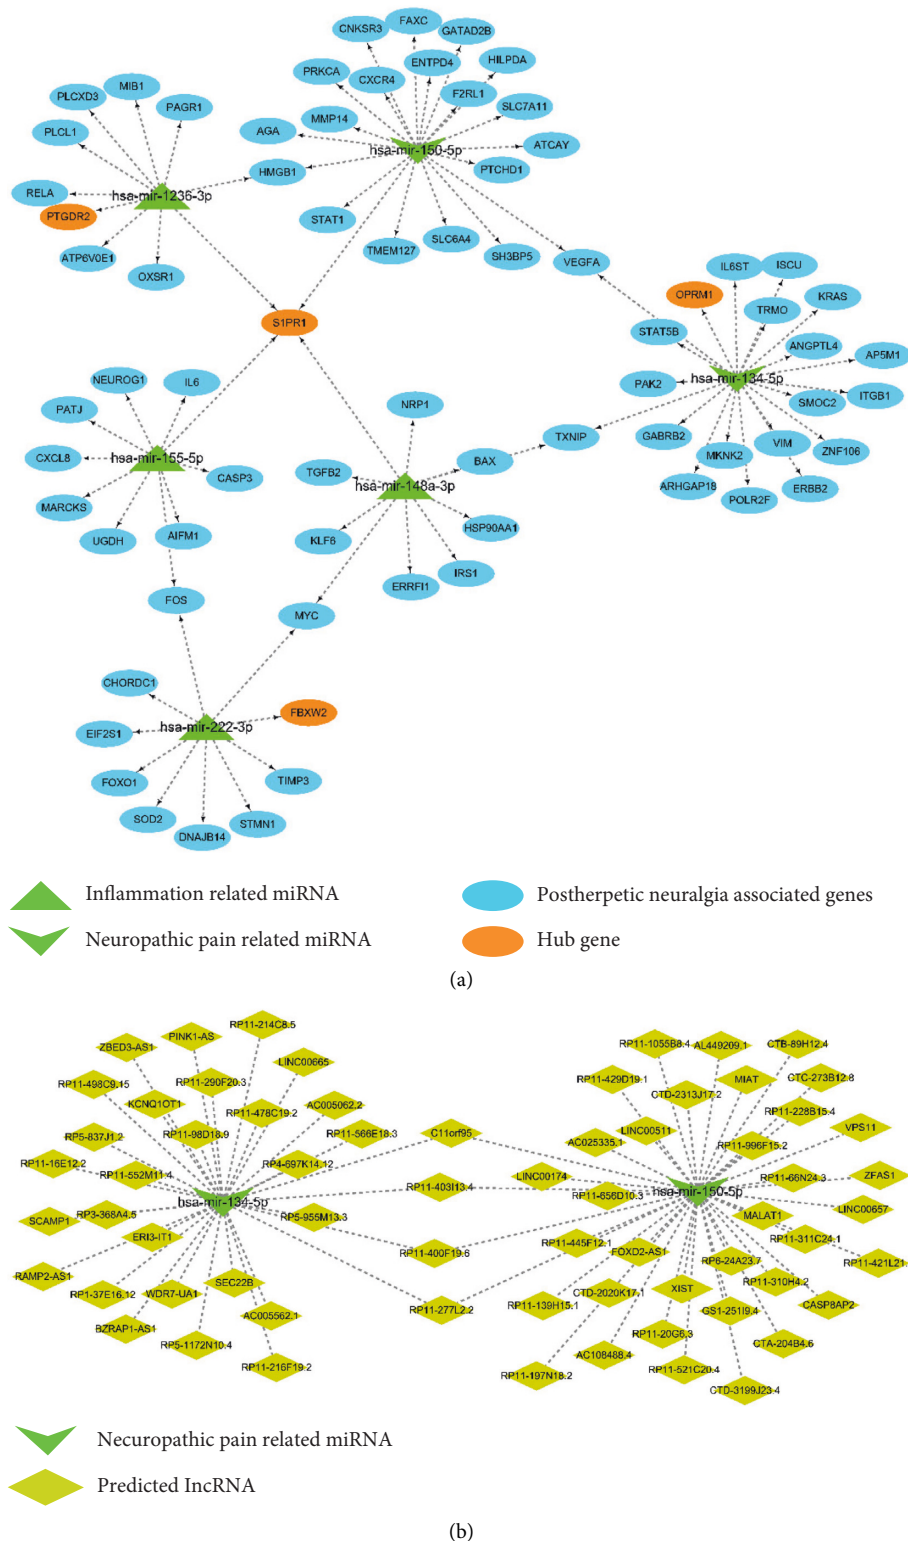 FAXC
CNKSR3
GATAD2B
ENTPD4
HILPDA
PRKCA
CXCR4
F2RL1
SLC7A11
MIB1
PLCXD3
PAGR1
PLCL1
MMP14
AGA
ATCAY
hsa-mir-150-5p
PTCHD1
HMGB1
RELA
hsa-mir-1236-3p
PTGDR2
STAT1
SLC6A4
TMEM127
SH3BP5
VEGFA
ATP6V0E1
OXSR1
IL6ST
ISCU
OPRM1
KRAS
TRMO
S1PR1
STAT5B
ANGPTL4
AP5M1
NEUROG1
IL6
PAK2
hsa-mir-134-5p
ITGB1
SMOC2
NRP1
PATJ
GABRB2
VIM
ZNF106
MKNK2
TXNIP
CXCL8
hsa-mir-155-5p
BAX
TGFB2
CASP3
hsa-mir-148a-3p
ARHGAP18
ERBB2
POLR2F
MARCKS
HSP90AA1
UGDH
AIFM1
KLF6
IRS1
ERRFI1
FOS
MYC
CHORDC1
FBXW2
hsa-mir-222-3p
EIF2S1
FOXO1
TIMP3
SOD2
STMN1
DNAJB14
Inflammation related miRNA
Postherpetic neuralgia associated genes
Neuropathic pain related miRNA
Hub gene
(a)
RP11-214C8.5
PINK1-AS
ZBED3-AS1
LINC00665
RP11-498C9.15
RP11-290F20.3
KCNQ1OT1
AC005062.2
RP11-478C19.2
RP11-98D18.9
RP11-566E18.3
RP5-837J1.2
RP11-16E12.2
RP11-552M11.4
RP4-697K14.12
hsa-mir-134-5p
SCAMP1
RP3-368A4.5
RP5-955M13.3
ERI3-IT1
RAMP2-AS1
SEC22B
RP1-37E16.12
WDR7-UA1
BZRAP1-AS1
AC005562.1
RP5-1172N10.4
RP11-216F19.2
C11orf95
RP11-403I13.4
RP11-400F19.6
RP11-277L2.2
RP11-1055B8.4
AL449209.1
CTB-89H12.4
RP11-429D19.1
CTD-2313J17.2
MIAT
CTC-273B12.8
LINC00511
RP11-228B15.4
AC025335.1
RP11-996F15.2
VPS11
LINC00174
RP11-66N24.3
ZFAS1
RP11-656D10.3
hsa-mir-150-5p
LINC00657
MALAT1
RP11-445F12.1
FOXD2-AS1
RP11-311C24.1
RP11-421L21.
RP6-24A23.7
RP11-310H4.2
CTD-2020K17.1
XIST
RP11-139H15.1
GS1-251I9.4
CASP8AP2
RP11-20G6.3
CTA-204B4.6
AC108488.4
RP11-197N18.2
RP11-521C20.4
CTD-3199J23.4
Necuropathic pain related miRNA
Predicted IncRNA
(b)